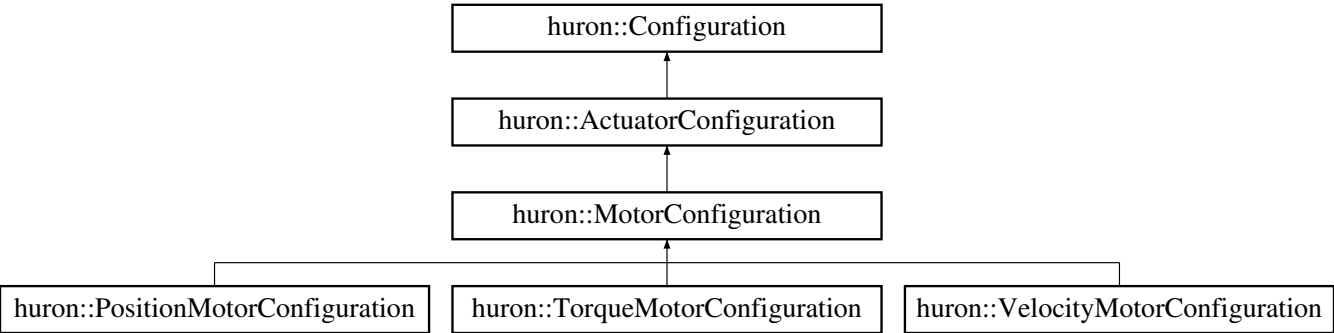 huron::Configuration
huron::ActuatorConfiguration
huron::MotorConfiguration
huron::PositionMotorConfiguration
huron::TorqueMotorConfiguration
huron::VelocityMotorConfiguration